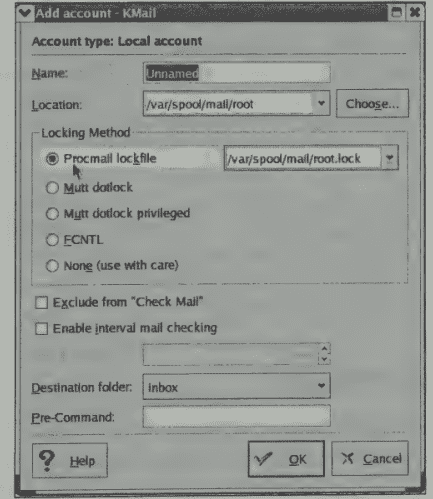 Add account - KMail
Account type: Local account
Name: Unnamed
Location: /var/spool/mail/root Choose...
Locking Method
Procmail lockfile /var/spool/mail/root.lock
Mutt dotlock
Mutt dotlock privileged
FCNTL
None (use with care)
Exclude from "Check Mail"
Enable interval mail checking
Destination folder: inbox
Pre-Command:
? Help OK Cancel